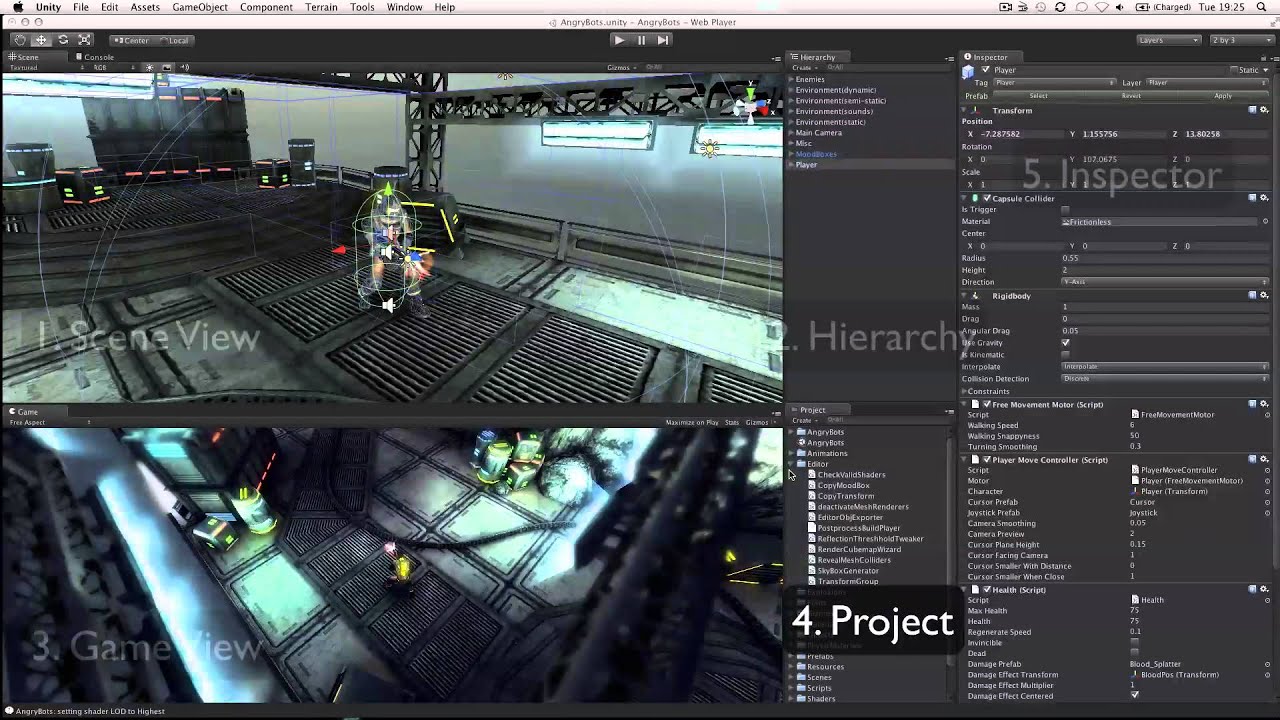 Unity File Edit Assets GameObject Component Terrain Tools Window Help (Charged) Tue 19:25
AngryBots.unity – AngryBots – Web Player
Center Local Layers 2 by 3
Scene Console
Textured RGB Gizmos
1. Scene View
Game
Free Aspect Maximize on Play Stats Gizmos
3. Game View
Hierarchy
Create
Enemies
Environment(dynamic)
Environment(semi-static)
Environment(sounds)
Environment(static)
Main Camera
Misc
MoodBoxes
Player
2. Hierarchy
Project
Create
AngryBots
AngryBots
Animations
Editor
CheckValidShaders
CopyMoodBox
CopyTransform
deactivateMeshRenderers
EditorObjExporter
PostprocessBuildPlayer
ReflectionThreshholdTweaker
RenderCubemapWizard
RevealMeshColliders
SkyBoxGenerator
TransformGroup
4. Project
Prefabs
Resources
Scenes
Scripts
Shaders
Inspector
Player Static
Tag Player Layer Player
Prefab Select Revert Apply
Transform
Position
X -7.287582 Y 1.155756 Z 13.80258
Rotation
X 0 Y 107.0675 Z 0
Scale
X 1 Y 1 Z 1
5. Inspector
Capsule Collider
Is Trigger
Material Frictionless
Center
X 0 Y 0 Z 0
Radius 0.55
Height 2
Direction Y-Axis
Rigidbody
Mass 1
Drag 0
Angular Drag 0.05
Use Gravity
Is Kinematic
Interpolate Interpolate
Collision Detection Discrete
Constraints
Free Movement Motor (Script)
Script FreeMovementMotor
Walking Speed 6
Walking Snappyness 50
Turning Smoothing 0.3
Player Move Controller (Script)
Script PlayerMoveController
Motor Player (FreeMovementMotor)
Character Player (Transform)
Cursor Prefab Cursor
Joystick Prefab Joystick
Camera Smoothing 0.05
Camera Preview 2
Cursor Plane Height 0.15
Cursor Facing Camera 1
Cursor Smaller With Distance 0
Cursor Smaller When Close 1
Health (Script)
Script Health
Max Health 75
Health 75
Regenerate Speed 0.1
Invincible
Dead
Damage Prefab Blood_Splatter
Damage Effect Transform BloodPos (Transform)
Damage Effect Multiplier 1
Damage Effect Centered
AngryBots: setting shader LOD to Highest